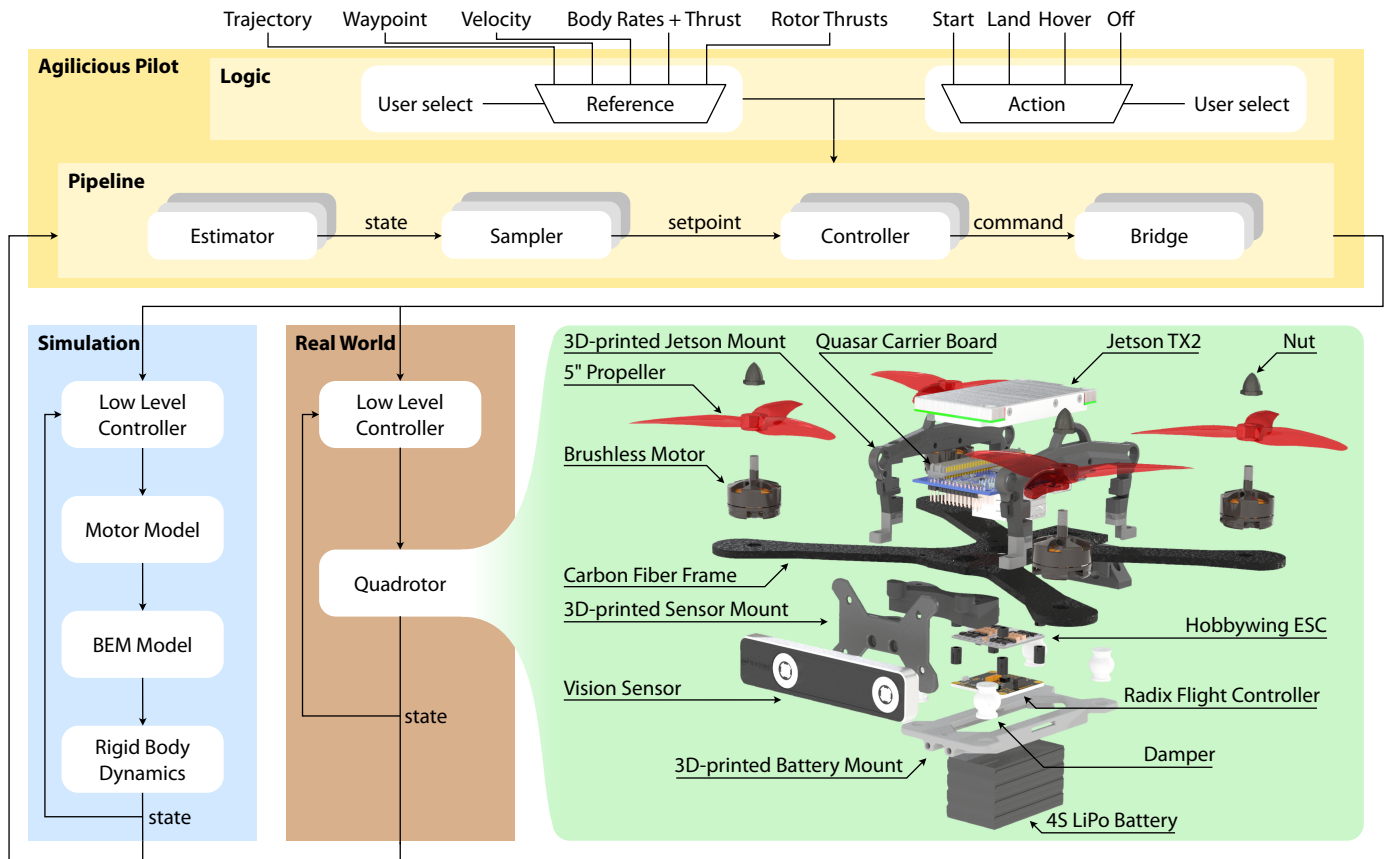 Trajectory Waypoint Velocity Body Rates + Thrust Rotor Thrusts Start Land Hover Off
Agilicious Pilot
Logic
User select
Reference
Action
User select
Pipeline
Estimator
state
Sampler
setpoint
Controller
command
Bridge
Simulation
Low Level
Controller
Motor Model
BEM Model
Rigid Body
Dynamics
state
Real World
Low Level
Controller
Quadrotor
state
3D-printed Jetson Mount
Quasar Carrier Board
Jetson TX2
Nut
5" Propeller
Brushless Motor
Carbon Fiber Frame
3D-printed Sensor Mount
Hobbywing ESC
Vision Sensor
Radix Flight Controller
Damper
3D-printed Battery Mount
4S LiPo Battery